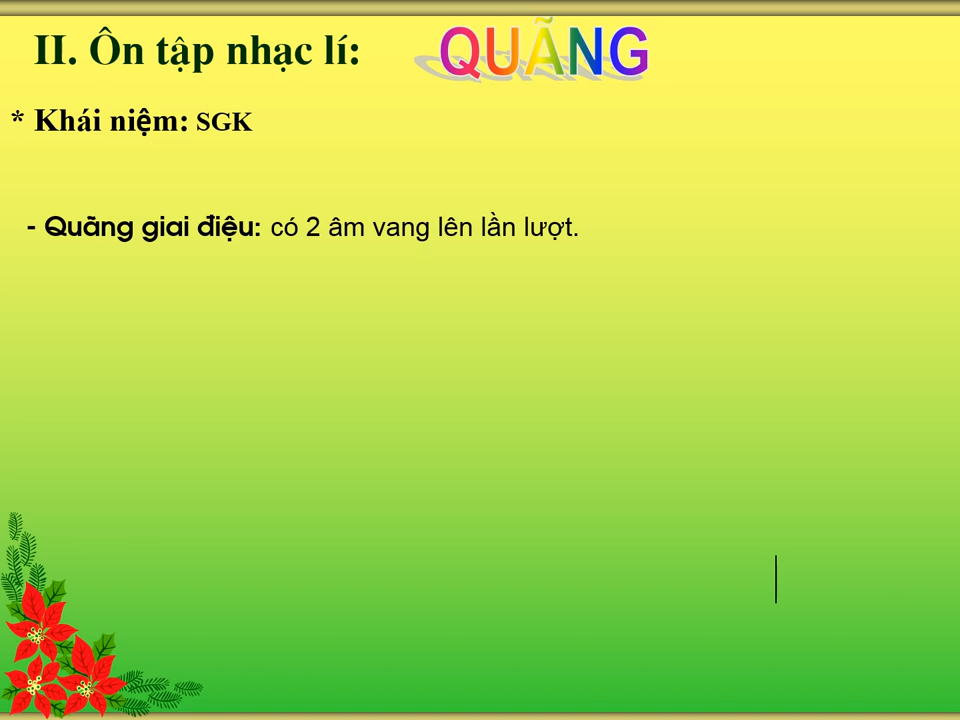 II. Ôn tập nhạc lí: QUÃNG
* Khái niệm: SGK
- Quãng giai điệu: có 2 âm vang lên lần lượt.